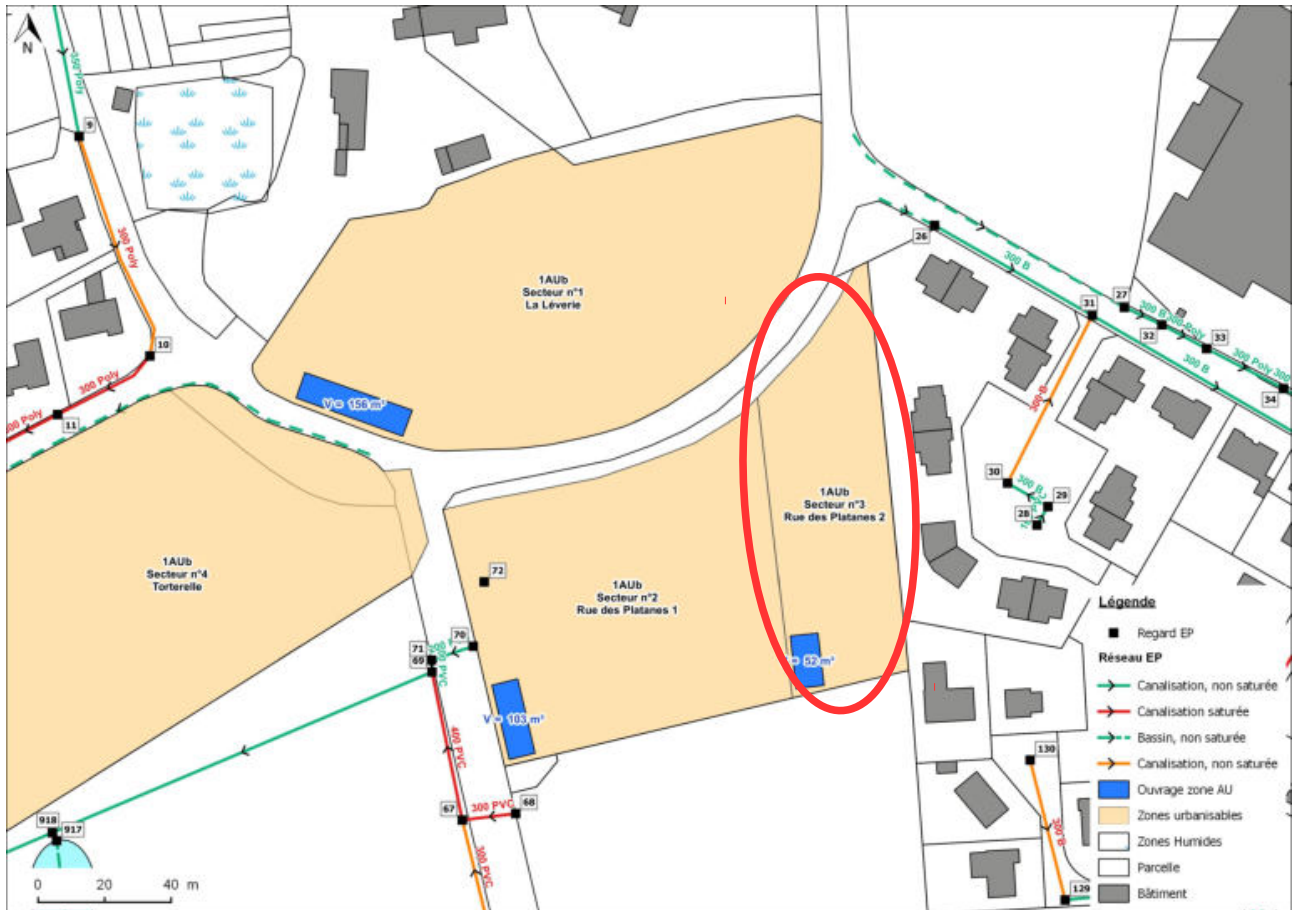 N
350 Poly
9
300 Poly
10
300 Poly
11
300 Poly
1AUb
Secteur n°1
La Léverie
V = 156 m³
26
300 B
31
27
300 B
32
300 Poly
33
300 B
300 Poly
300
34
300 B
30
300 B
29
28
1AUb
Secteur n°3
Rue des Platanes 2
52 m³
1AUb
Secteur n°4
Torterelle
72
1AUb
Secteur n°2
Rue des Platanes 1
70
71
69
PVC
V = 103 m³
400 PVC
67
300 PVC
68
300 PVC
918
917
0 20 40 m
130
300 B
129
Légende
Regard EP
Réseau EP
Canalisation, non saturée
Canalisation saturée
Bassin, non saturée
Canalisation, non saturée
Ouvrage zone AU
Zones urbanisables
Zones Humides
Parcelle
Bâtiment